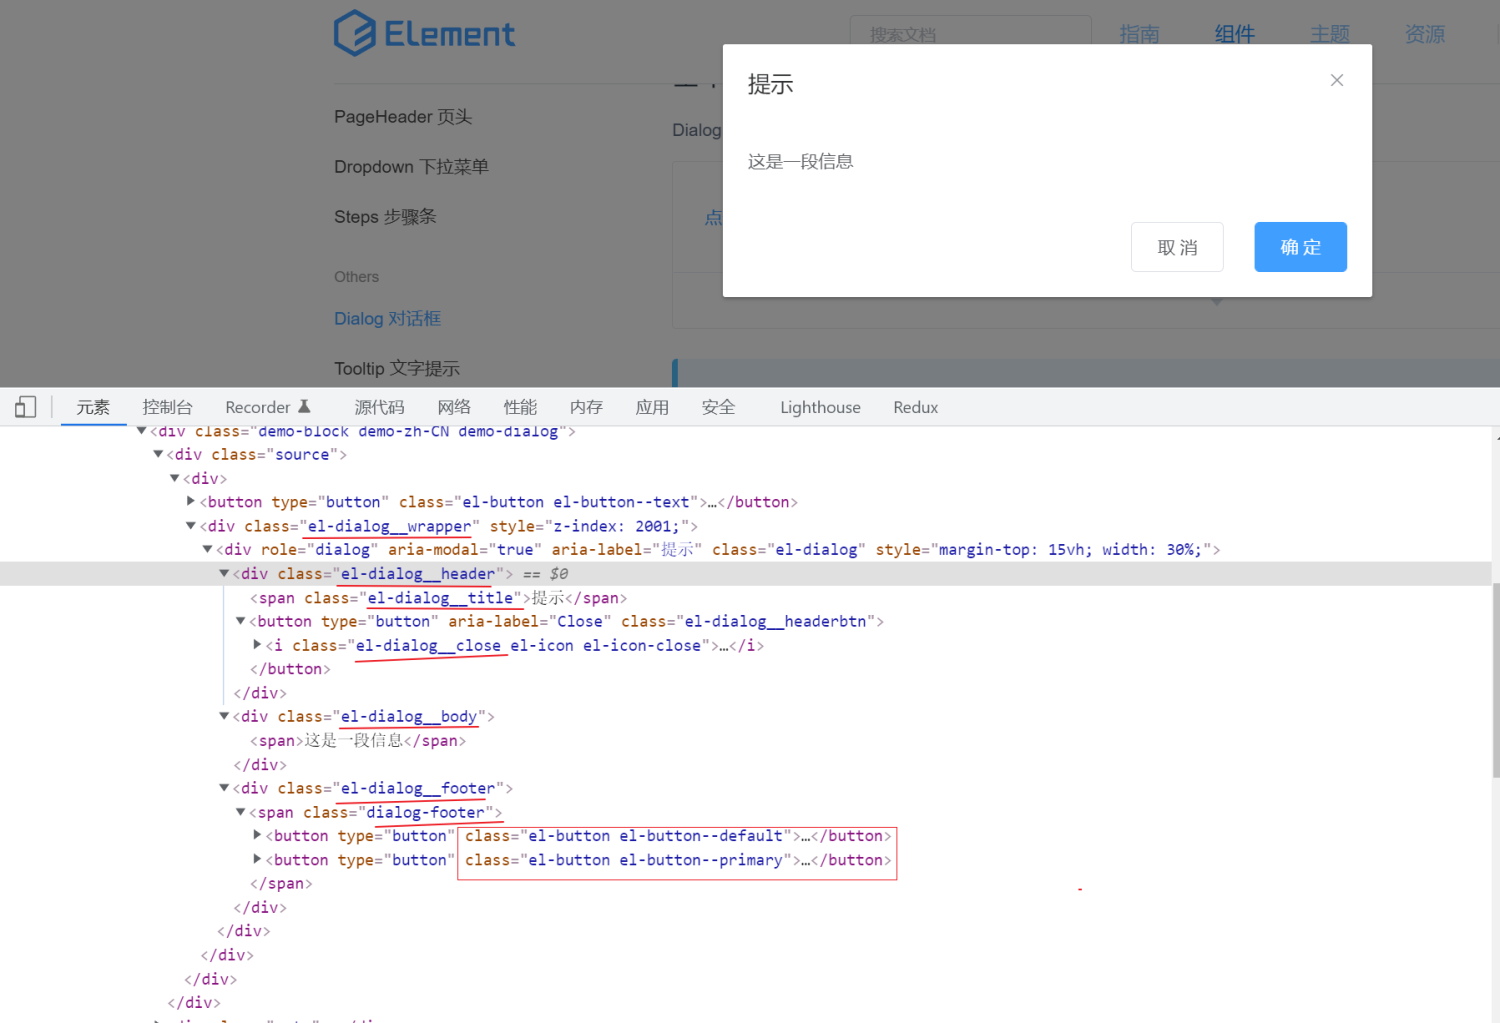 Element
搜索文档
指南
组件
主题
资源
提示
PageHeader 页头
Dialog
Dropdown 下拉菜单
这是一段信息
Steps 步骤条
点
取 消
确 定
Others
Dialog 对话框
Tooltip 文字提示
元素
控制台
Recorder
源代码
网络
性能
内存
应用
安全
Lighthouse
Redux
<div class="demo-block demo-zh-CN demo-dialog">
<div class="source">
<div>
<button type="button" class="el-button el-button--text">…</button>
<div class="el-dialog__wrapper" style="z-index: 2001;">
<div role="dialog" aria-modal="true" aria-label="提示" class="el-dialog" style="margin-top: 15vh; width: 30%;">
<div class="el-dialog__header"> == $0
<span class="el-dialog__title">提示</span>
<button type="button" aria-label="Close" class="el-dialog__headerbtn">
<i class="el-dialog__close el-icon el-icon-close">…</i>
</button>
</div>
<div class="el-dialog__body">
<span>这是一段信息</span>
</div>
<div class="el-dialog__footer">
<span class="dialog-footer">
<button type="button" class="el-button el-button--default">…</button>
<button type="button" class="el-button el-button--primary">…</button>
</span>
</div>
</div>
</div>
</div>
</div>